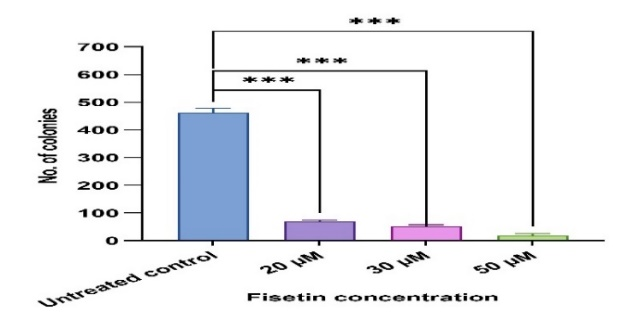 ***
700
600
***
***
500
400
300
200
100
0
No. of colonies
Untreated control
20 μM
30 μM
50 μM
Fisetin concentration